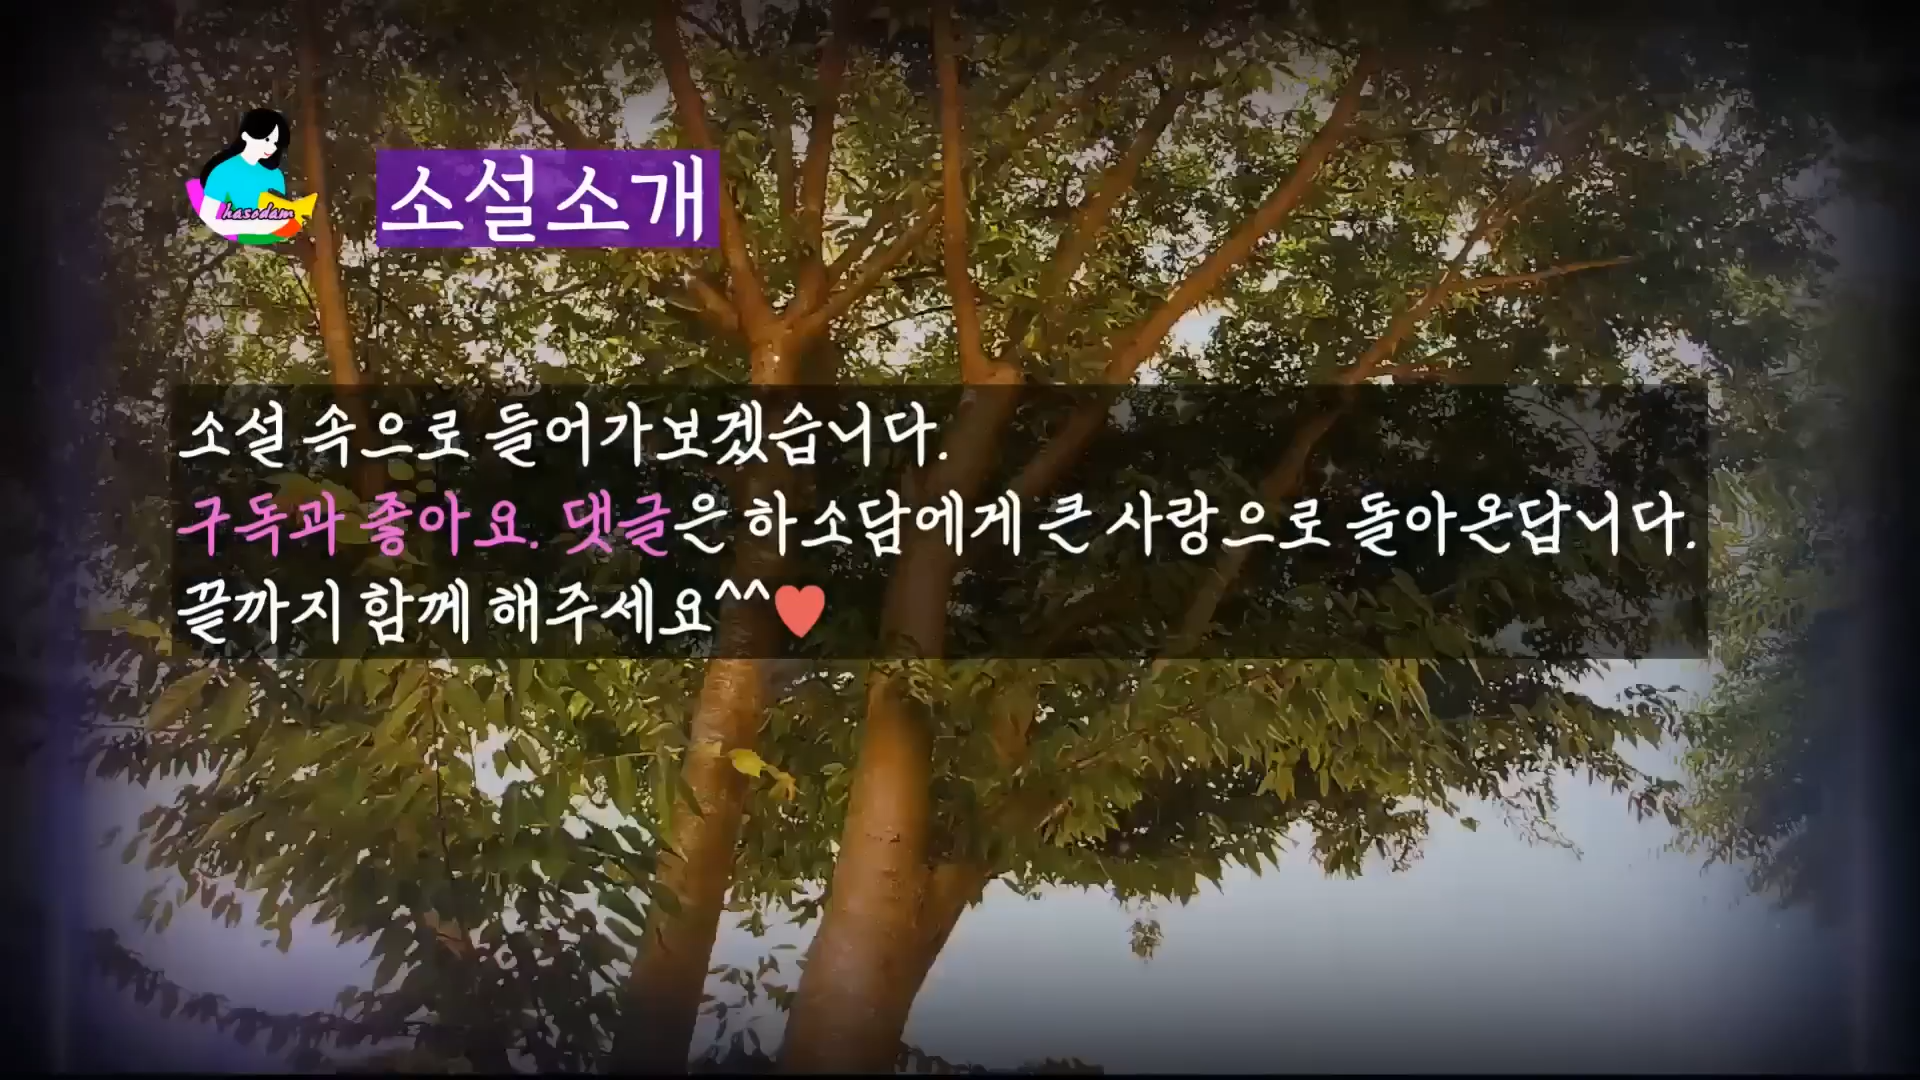 hasodam
소설소개
소설 속으로 들어가보겠습니다.
구독과 좋아요. 댓글은 하소담에게 큰 사랑으로 돌아온답니다.
끝까지 함께 해주세요^^♥